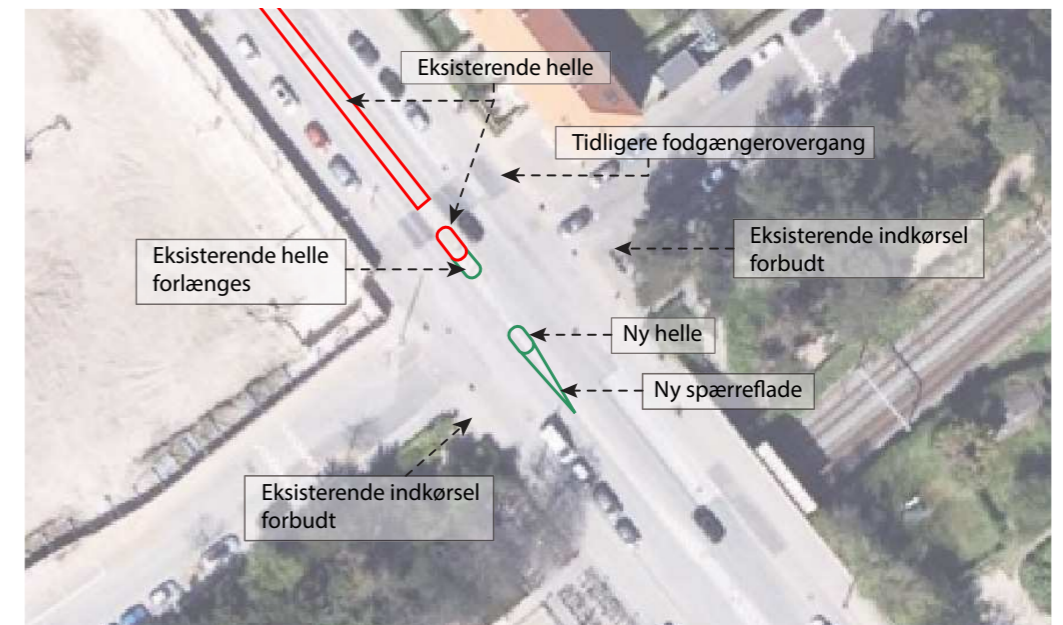 Eksisterende helle
Tidligere fodgængerovergang
Eksisterende indkørsel
forbudt
Eksisterende helle
forlænges
Ny helle
Ny spærreflade
Eksisterende indkørsel
forbudt